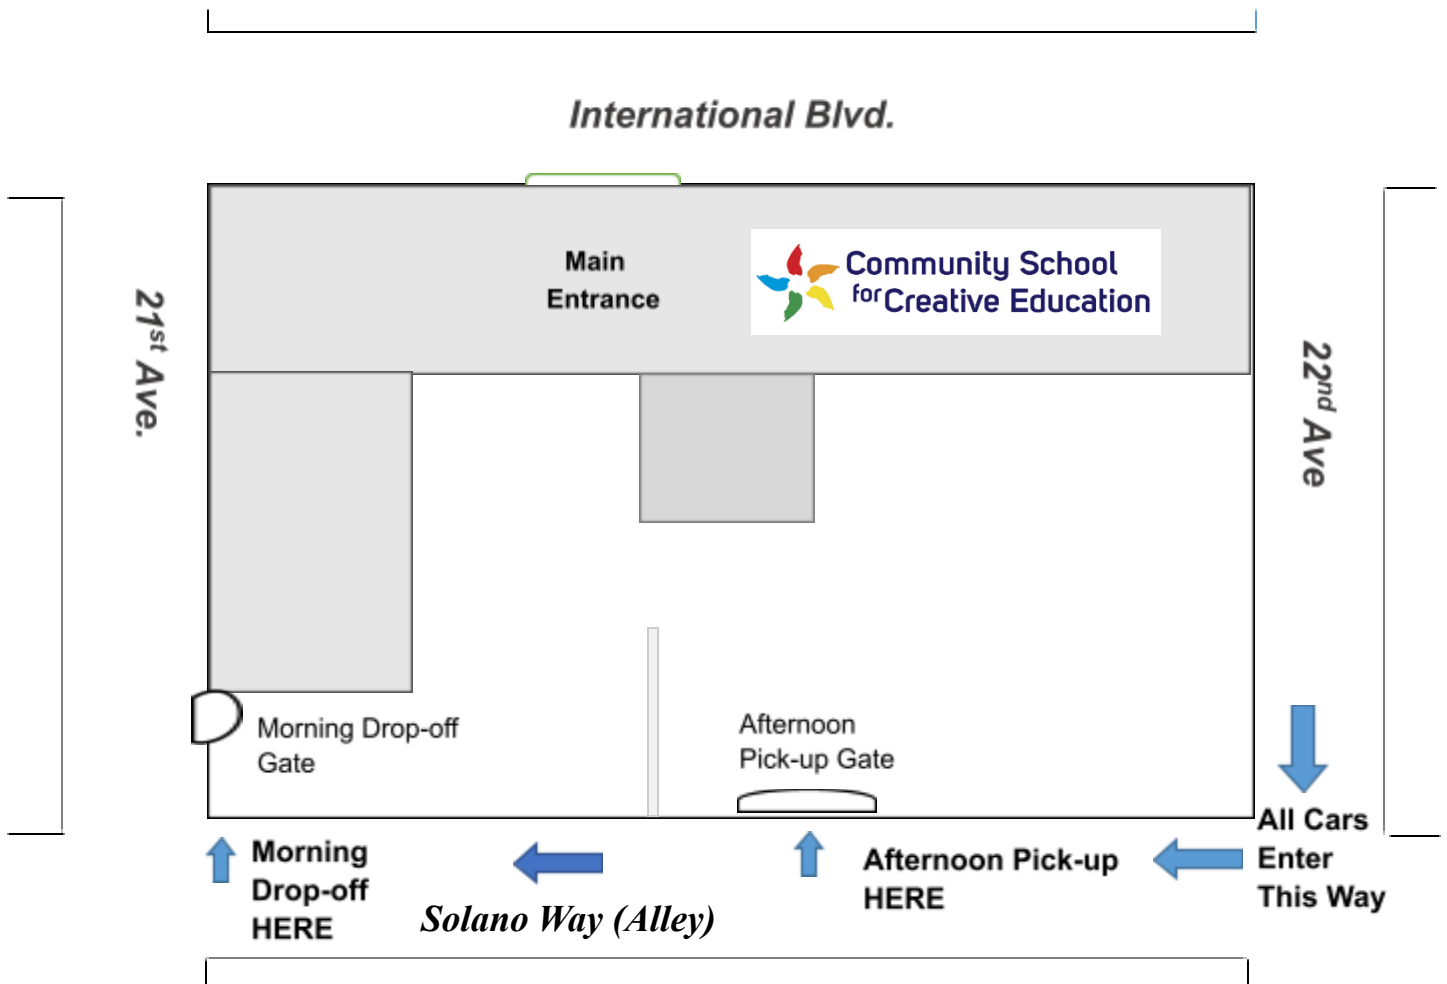 International Blvd.
Main
Entrance
Community School
for Creative Education
21st Ave.
22nd Ave
Morning Drop-off
Gate
Afternoon
Pick-up Gate
All Cars
Enter
This Way
Morning
Drop-off
HERE
Afternoon Pick-up
HERE
Solano Way (Alley)